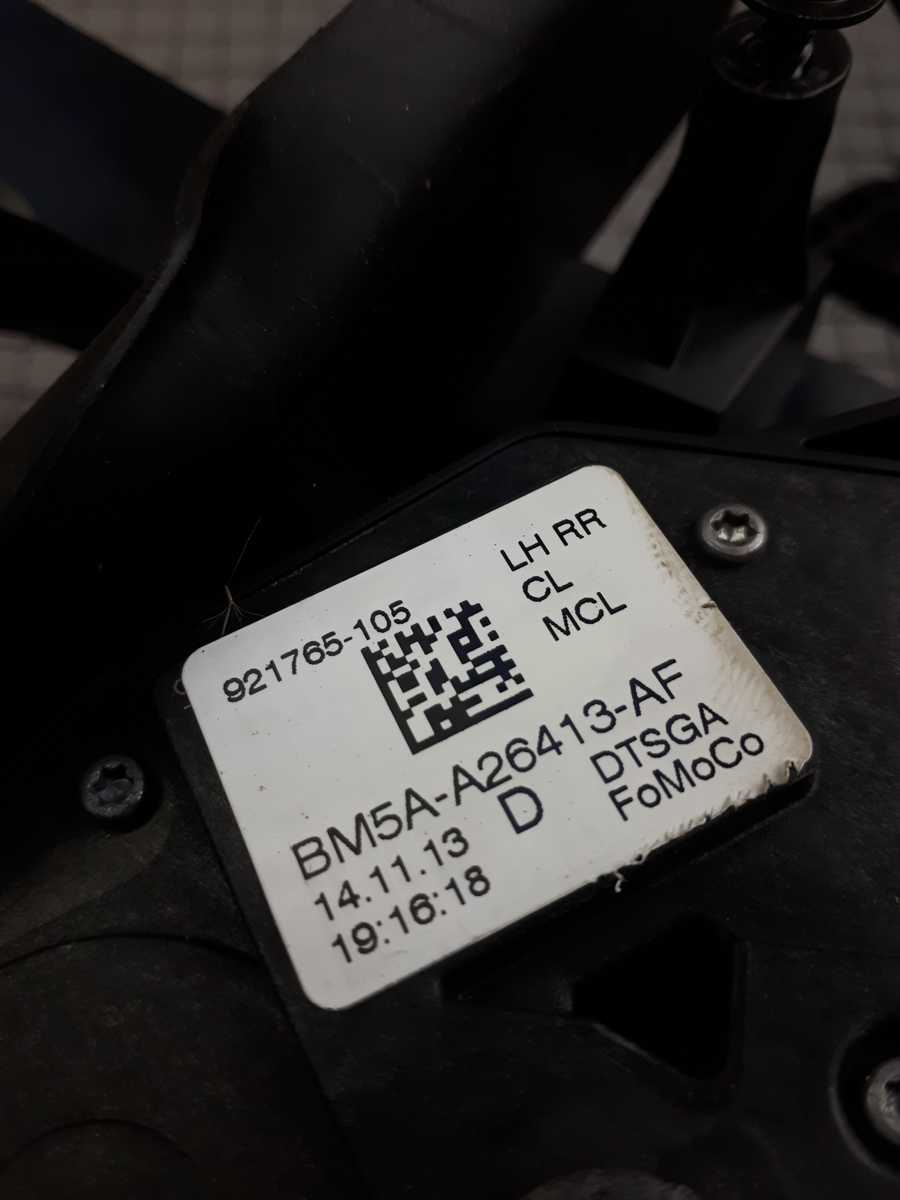 921765-105
LH RR
CL
MCL
BM5A-A26413-AF
14.11.13
D
DTSGA
19:16:18
FoMoCo